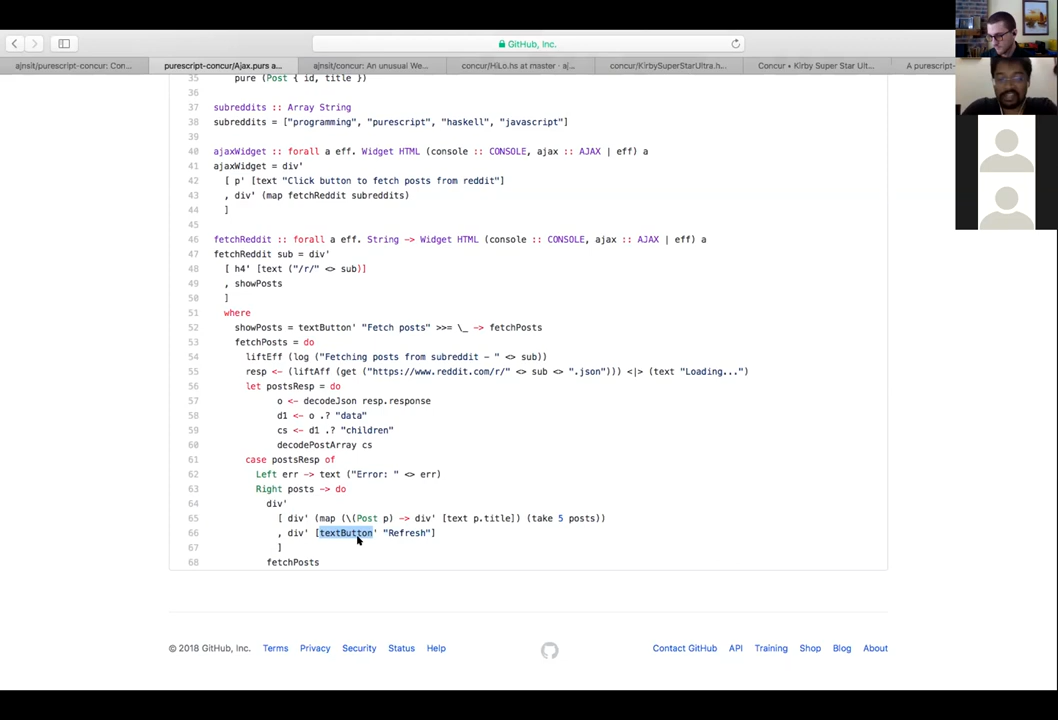 GitHub, Inc.
ajnsit/purescript-concur: Con... purescript-concur/Ajax.purs a... ajnsit/concur: An unusual We... concur/HiLo.hs at master · aj... concur/KirbySuperStarUltra.h... Concur • Kirby Super Star Ult... A purescript-
35 pure (Post { id, title })
36
37 subreddits :: Array String
38 subreddits = ["programming", "purescript", "haskell", "javascript"]
39
40 ajaxWidget :: forall a eff. Widget HTML (console :: CONSOLE, ajax :: AJAX | eff) a
41 ajaxWidget = div'
42 [ p' [text "Click button to fetch posts from reddit"]
43 , div' (map fetchReddit subreddits)
44 ]
45
46 fetchReddit :: forall a eff. String -> Widget HTML (console :: CONSOLE, ajax :: AJAX | eff) a
47 fetchReddit sub = div'
48 [ h4' [text ("/r/" <> sub)]
49 , showPosts
50 ]
51 where
52 showPosts = textButton' "Fetch posts" >>= \_ -> fetchPosts
53 fetchPosts = do
54 liftEff (log ("Fetching posts from subreddit - " <> sub))
55 resp <- (liftAff (get ("https://www.reddit.com/r/" <> sub <> ".json"))) <|> (text "Loading...")
56 let postsResp = do
57 o <- decodeJson resp.response
58 d1 <- o .? "data"
59 cs <- d1 .? "children"
60 decodePostArray cs
61 case postsResp of
62 Left err -> text ("Error: " <> err)
63 Right posts -> do
64 div'
65 [ div' (map (\(Post p) -> div' [text p.title]) (take 5 posts))
66 , div' [textButton' "Refresh"]
67 ]
68 fetchPosts
© 2018 GitHub, Inc. Terms Privacy Security Status Help Contact GitHub API Training Shop Blog About